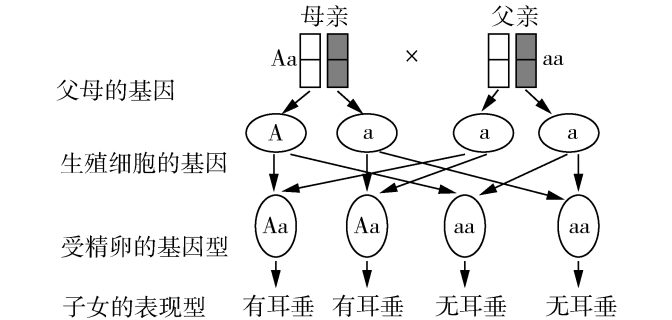 母亲 父亲
Aa × aa
父母的基因
A a a a
生殖细胞的基因
Aa Aa aa aa
受精卵的基因型
子女的表现型 有耳垂 有耳垂 无耳垂 无耳垂